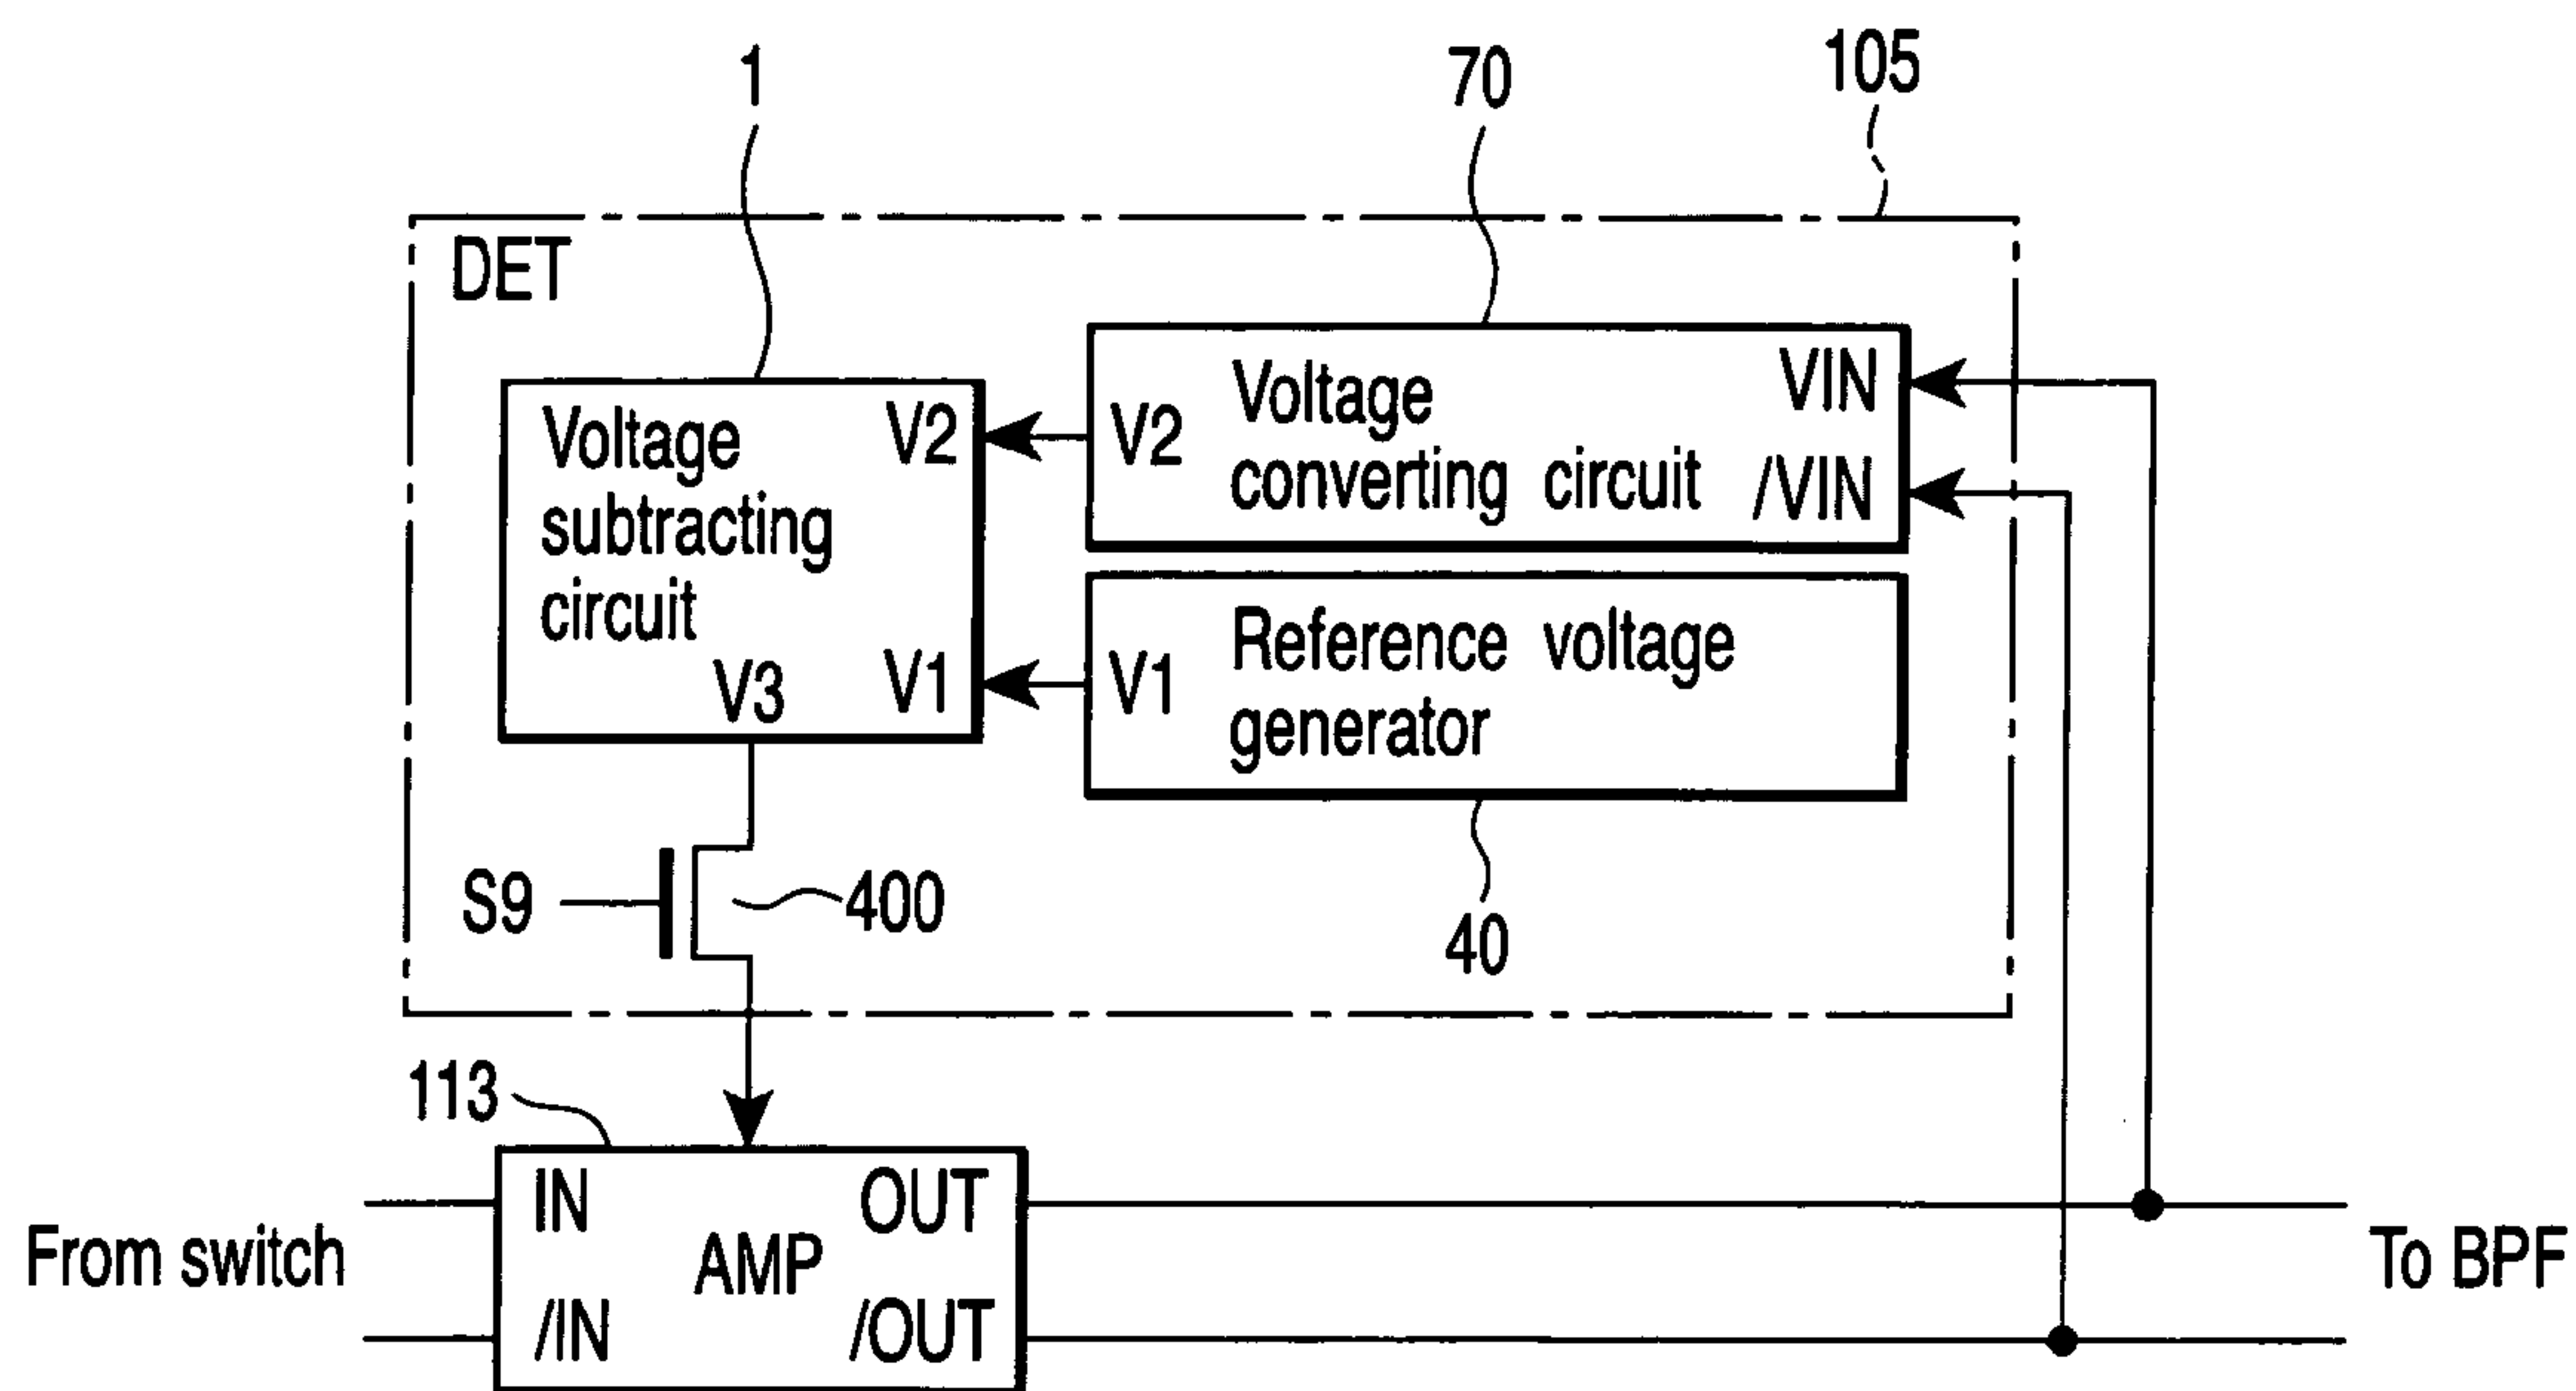 1
70
105
DET
Voltage
subtracting
circuit
V2
V1
V3
V2
Voltage
converting circuit
VIN
/VIN
V1
Reference voltage
generator
S9
400
40
113
From switch
IN
/IN
AMP
OUT
/OUT
To BPF